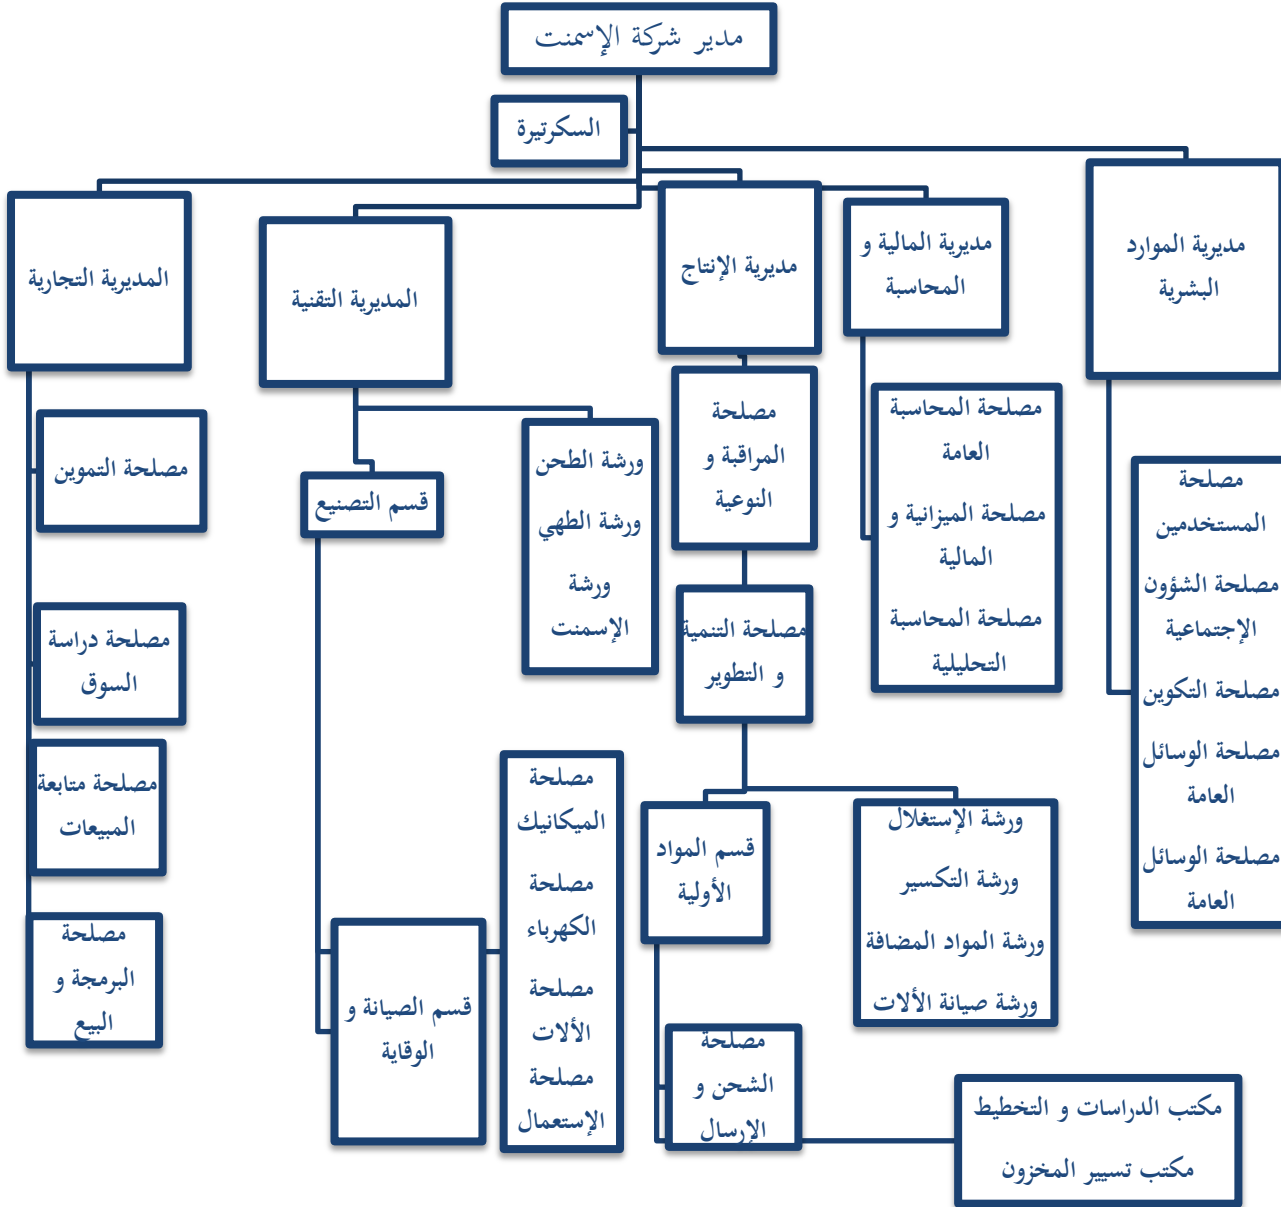 مدير شركة الإسمنت
السكرتيرة
مديرية الموارد
البشرية
مديرية المالية و
المحاسبة
مديرية الإنتاج
المديرية التقنية
المديرية التجارية
مصلحة
المستخدمين
مصلحة الشؤون
الإجتماعية
مصلحة التكوين
مصلحة الوسائل
العامة
مصلحة الوسائل
العامة
مصلحة المحاسبة
العامة
مصلحة الميزانية و
المالية
مصلحة المحاسبة
التحليلية
مصلحة
المراقبة و
النوعية
مصلحة التنمية
و التطوير
ورشة الإستغلال
ورشة التكسير
ورشة المواد المضافة
ورشة صيانة الألات
قسم المواد
الأولية
مصلحة
الشحن و
الإرسال
مكتب الدراسات و التخطيط
مكتب تسيير المخزون
ورشة الطحن
ورشة الطهي
ورشة
الإسمنت
قسم التصنيع
مصلحة
الميكانيك
مصلحة
الكهرباء
مصلحة
الألات
مصلحة
الإستعمال
قسم الصيانة و
الوقاية
مصلحة التموين
مصلحة دراسة
السوق
مصلحة متابعة
المبيعات
مصلحة
البرمجة و
البيع